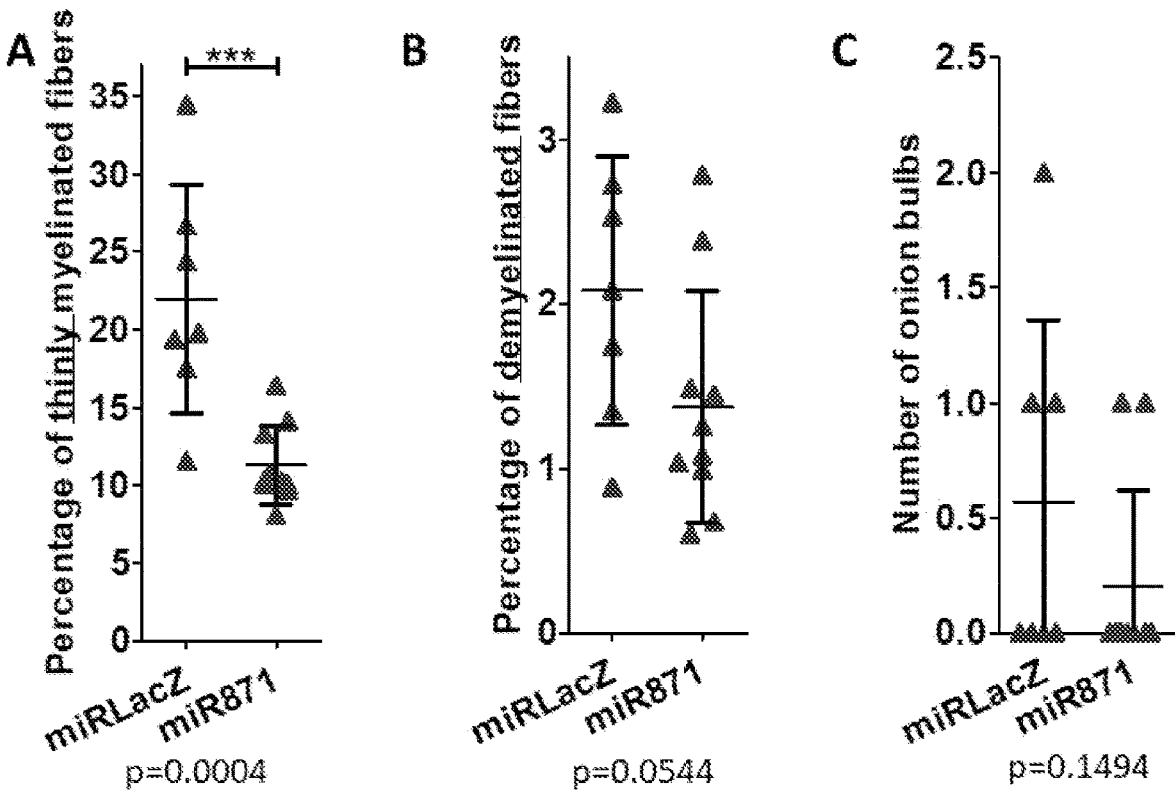 A
Percentage of thinly myelinated fibers
35
30
25
20
15
10
5
0
***
miRLacZ
miR871
p=0.0004
B
Percentage of demyelinated fibers
3
2
1
0
miRLacZ
miR871
p=0.0544
C
Number of onion bulbs
2.5
2.0
1.5
1.0
0.5
0.0
miRLacZ
miR871
p=0.1494